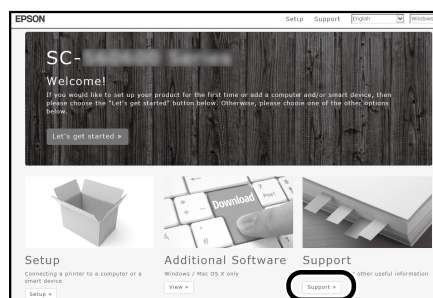 EPSON
Setup Support English Windows
SC-
Welcome!
If you would like to set up your product for the first time or add a computer and/or smart device, then
please choose the "Let's get started" button below. Otherwise, please choose one of the other options
below.
Let's get started »
Download
Setup
Connecting a printer to a computer or a
smart device
Setup »
Additional Software
Windows / Mac OS X only
View »
Support
other useful information
Support »